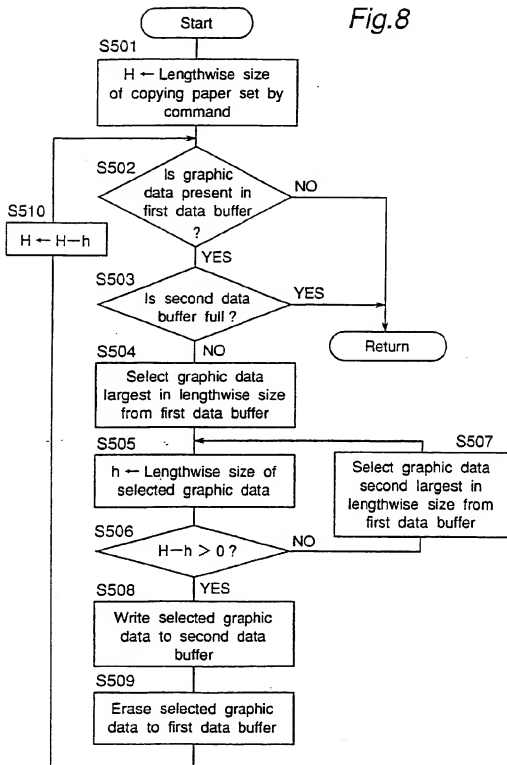 Fig.8
Start
S501
H ← Lengthwise size
of copying paper set by
command
S502
Is graphic
data present in
first data buffer
?
NO
YES
S510
H ← H—h
S503
Is second data
buffer full ?
YES
NO
Return
S504
Select graphic data
largest in lengthwise size
from first data buffer
S505
h ← Lengthwise size of
selected graphic data
S507
Select graphic data
second largest in
lengthwise size from
first data buffer
S506
H—h > 0 ?
NO
YES
S508
Write selected graphic
data to second data
buffer
S509
Erase selected graphic
data to first data buffer